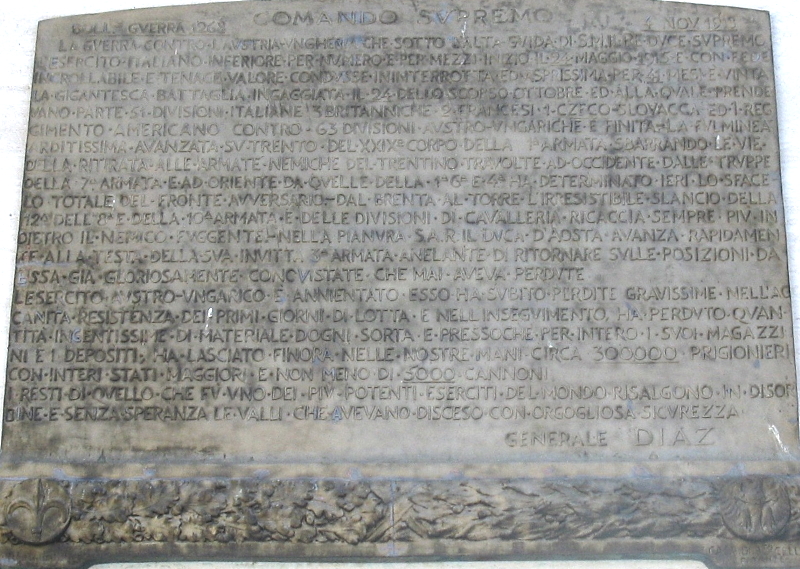 COMANDO SVPREMO
BOLL. GVERRA 1268 4 NOV 1918
LA GVERRA CONTRO L'AVSTRIA-VNGHERIA CHE SOTTO L'ALTA GVIDA DI S.M. IL RE DVCE SVPREMO
L'ESERCITO ITALIANO INFERIORE PER NVMERO E PER MEZZI INIZIÒ IL 24 MAGGIO 1915 E CON FEDE
INCROLLABILE E TENACE VALORE CONDVSSE ININTERROTTA ED ASPRISSIMA PER 41 MESI È VINTA
LA GIGANTESCA BATTAGLIA INGAGGIATA IL 24 DELLO SCORSO OTTOBRE ED ALLA QVALE PRENDE
VANO PARTE 51 DIVISIONI ITALIANE 3 BRITANNICHE 2 FRANCESI 1 CZECO SLOVACCA ED 1 REG
GIMENTO AMERICANO CONTRO 63 DIVISIONI AVSTRO-VNGARICHE È FINITA LA FVLMINEA
ARDITISSIMA AVANZATA SV TRENTO DEL XXIX° CORPO DELLA 1ª ARMATA SBARRANDO LE VIE
DELLA RITIRATA ALLE ARMATE NEMICHE DEL TRENTINO TRAVOLTE AD OCCIDENTE DALLE TRVPPE
DELLA 7ª ARMATA E AD ORIENTE DA QVELLE DELLA 1ª 6ª E 4ª HA DETERMINATO IERI LO SFACE
LO TOTALE DEL FRONTE AVVERSARIO DAL BRENTA AL TORRE L'IRRESISTIBILE SLANCIO DELLA
12ª DELL'8ª E DELLA 10ª ARMATA E DELLE DIVISIONI DI CAVALLERIA RICACCIA SEMPRE PIV IN
DIETRO IL NEMICO FVGGENTE NELLA PIANVRA S.A.R. IL DVCA D'AOSTA AVANZA RAPIDAMEN
TE ALLA TESTA DELLA SVA INVITTA 3ª ARMATA ANELANTE DI RITORNARE SVLLE POSIZIONI DA
ESSA GIÀ GLORIOSAMENTE CONQVISTATE CHE MAI AVEVA PERDVTE
L'ESERCITO AVSTRO-VNGARICO È ANNIENTATO ESSO HA SVBITO PERDITE GRAVISSIME NELL'AC
CANITA RESISTENZA DEI PRIMI GIORNI DI LOTTA E NELL'INSEGVIMENTO, HA PERDVTO QVAN
TITÀ INGENTISSIME DI MATERIALE D'OGNI SORTA E PRESSOCHÈ PER INTERO I SVOI MAGAZZI
NI E I DEPOSITI, HA LASCIATO FINORA NELLE NOSTRE MANI CIRCA 300000 PRIGIONIERI
CON INTERI STATI MAGGIORI E NON MENO DI 5000 CANNONI
I RESTI DI QVELLO CHE FV VNO DEI PIV POTENTI ESERCITI DEL MONDO RISALGONO IN DISOR
DINE E SENZA SPERANZA LE VALLI CHE AVEVANO DISCESO CON ORGOGLIOSA SICVREZZA
GENERALE DIAZ